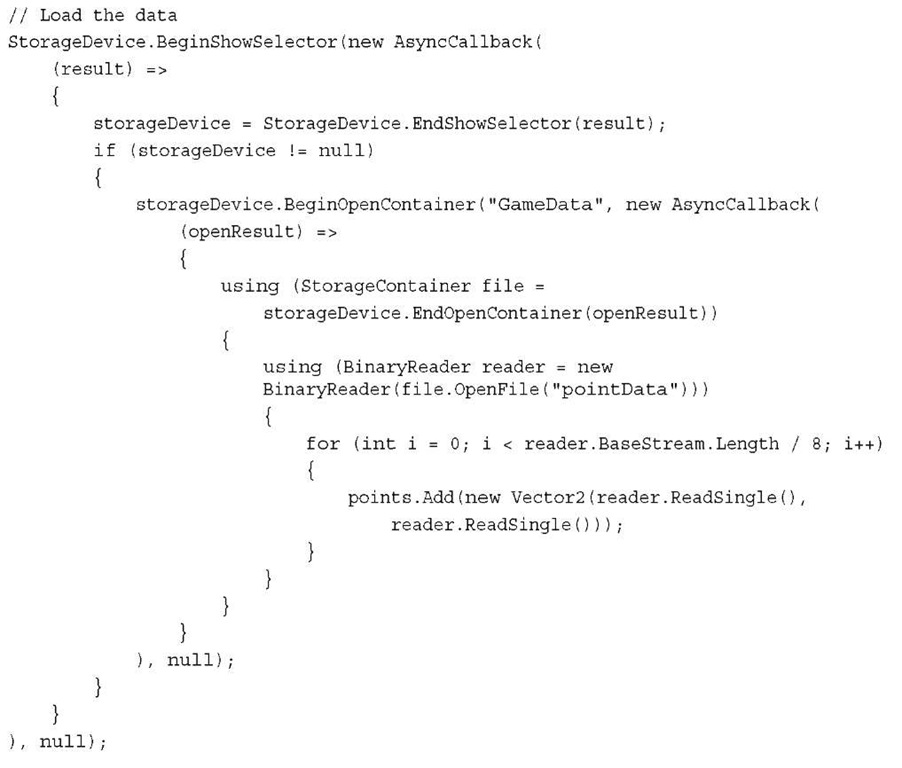 // Load the data
StorageDevice.BeginShowSelector(new AsyncCallback(
    (result) =>
    {
        storageDevice = StorageDevice.EndShowSelector(result);
        if (storageDevice != null)
        {
            storageDevice.BeginOpenContainer("GameData", new AsyncCallback(
                (openResult) =>
                {
                    using (StorageContainer file =
                        storageDevice.EndOpenContainer(openResult))
                    {
                        using (BinaryReader reader = new
                        BinaryReader(file.OpenFile("pointData")))
                        {
                            for (int i = 0; i < reader.BaseStream.Length / 8; i++)
                            {
                                points.Add(new Vector2(reader.ReadSingle(),
                                    reader.ReadSingle()));
                            }
                        }
                    }
                }
            ), null);
        }
    }
), null);